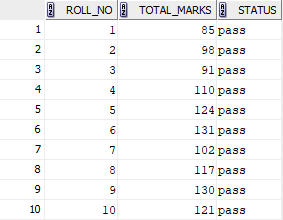 ROLL_NO TOTAL_MARKS STATUS
1 1 85 pass
2 2 98 pass
3 3 91 pass
4 4 110 pass
5 5 124 pass
6 6 131 pass
7 7 102 pass
8 8 117 pass
9 9 130 pass
10 10 121 pass